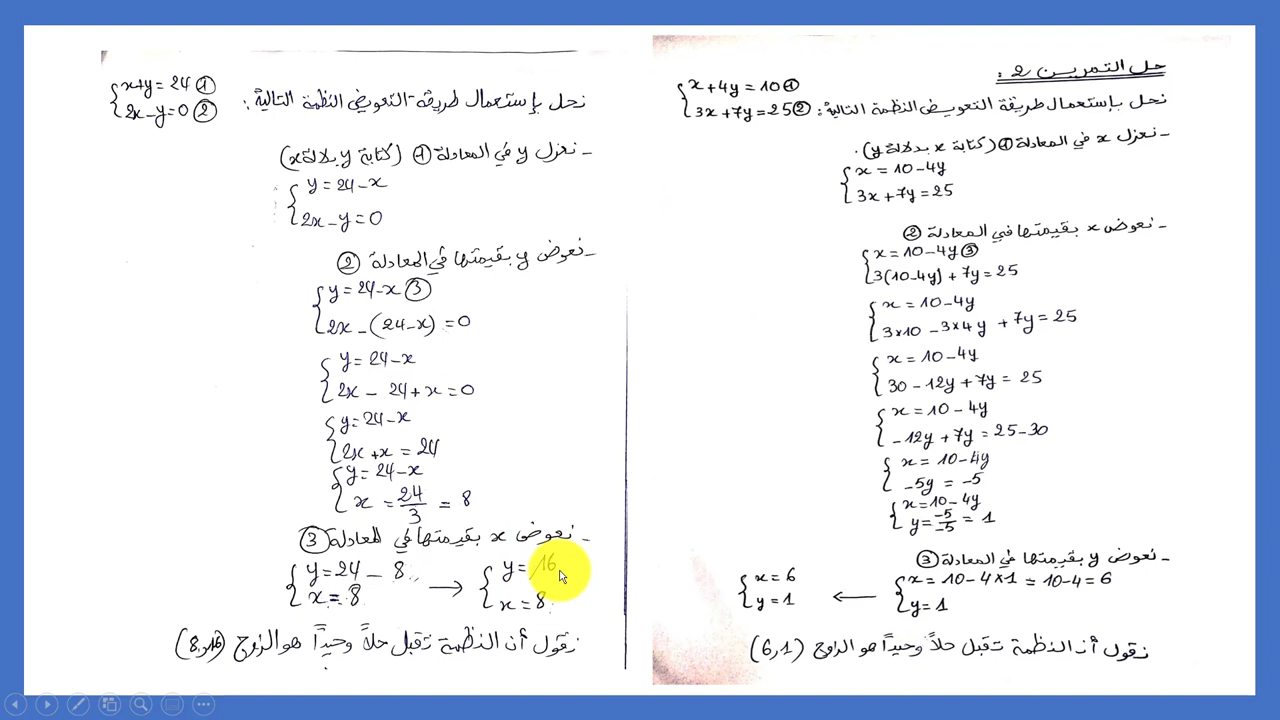 حل التمرين 2 :
نحل بإستعمال طريقة التعويض النظمة التالية : { x+4y=10 ①
3x+7y=25 ②
- نعزل x في المعادلة ① (كتابة x بدلالة y).
{ x = 10-4y
3x+7y=25
- نعوض x بقيمتها في المعادلة ②
{ x=10-4y ③
3(10-4y)+7y=25
{ x=10-4y
3×10-3×4y+7y=25
{ x=10-4y
30-12y+7y=25
{ x=10-4y
-12y+7y=25-30
{ x=10-4y
-5y=-5
{ x=10-4y
y=-5/-5=1
- نعوض y بقيمتها في المعادلة ③
{ x=10-4×1=10-4=6
y=1
← { x=6
y=1
نقول أن النظمة تقبل حلاً وحيدًا هو الزوج (6,1)
نحل بإستعمال طريقة التعويض النظمة التالية : { x+y=24 ①
2x-y=0 ②
- نعزل y في المعادلة ① (كتابة y بدلالة x)
{ y=24-x
2x-y=0
- نعوض y بقيمتها في المعادلة ②
{ y=24-x ③
2x-(24-x)=0
{ y=24-x
2x-24+x=0
{ y=24-x
2x+x=24
{ y=24-x
x=24/3=8
- نعوض x بقيمتها في المعادلة ③
{ y=24-8
x=8
→ { y=16
x=8
نقول أن النظمة تقبل حلاً وحيدًا هو الزوج (8,16)